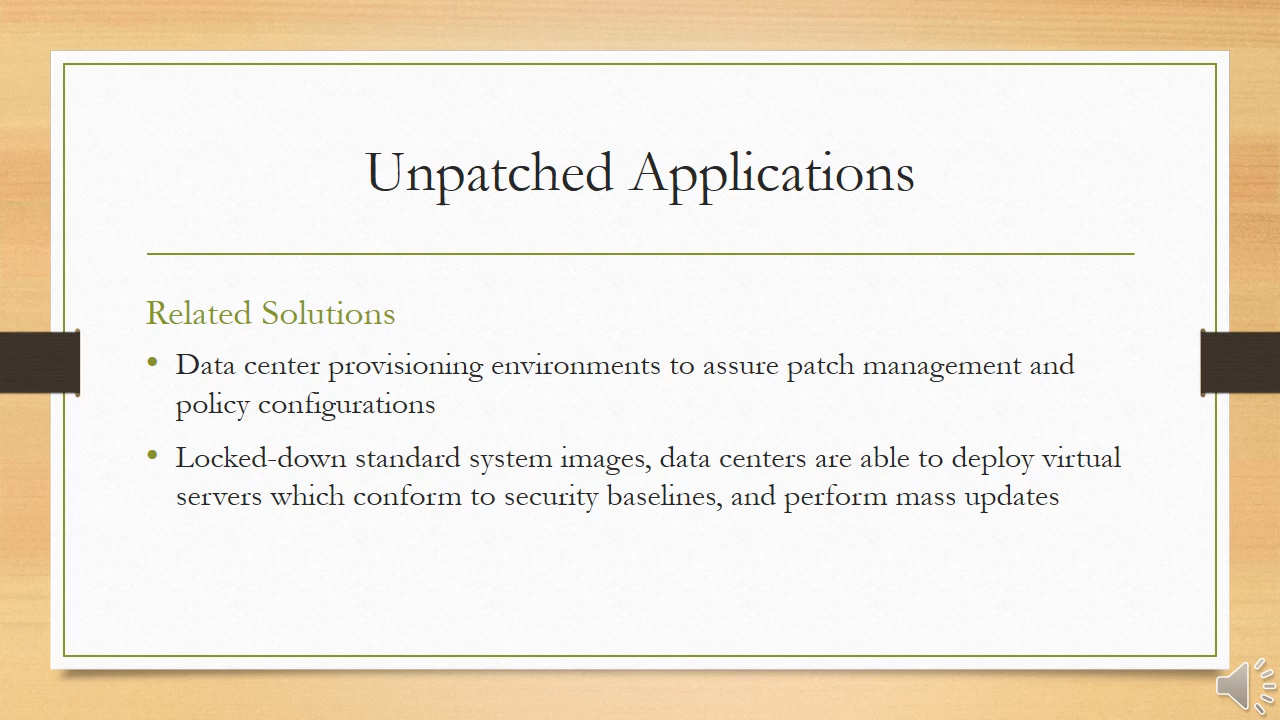 Unpatched Applications
Related Solutions
• Data center provisioning environments to assure patch management and
policy configurations
• Locked-down standard system images, data centers are able to deploy virtual
servers which conform to security baselines, and perform mass updates